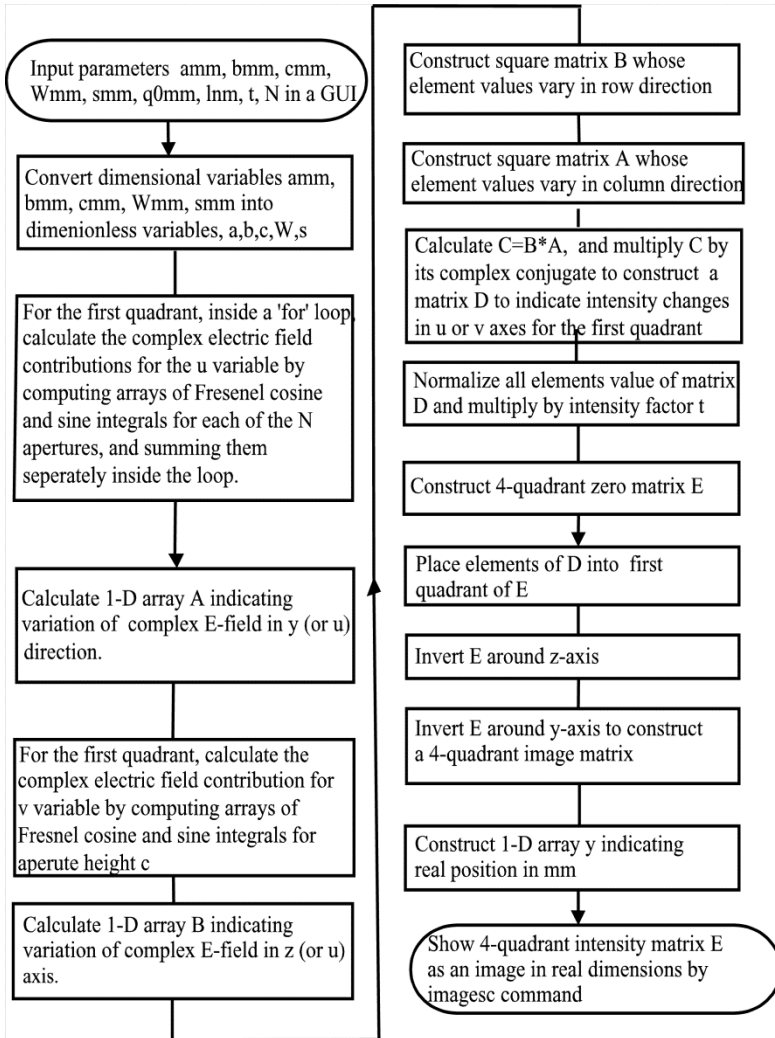 Input parameters amm, bmm, cmm,
Wmm, smm, q0mm, lnm, t, N in a GUI
Convert dimensional variables amm,
bmm, cmm, Wmm, smm into
dimenionless variables, a,b,c,W,s
For the first quadrant, inside a 'for' loop,
calculate the complex electric field
contributions for the u variable by
computing arrays of Fresenel cosine
and sine integrals for each of the N
apertures, and summing them
seperately inside the loop.
Calculate 1-D array A indicating
variation of complex E-field in y (or u)
direction.
For the first quadrant, calculate the
complex electric field contribution for
v variable by computing arrays of
Fresnel cosine and sine integrals for
aperute height c
Calculate 1-D array B indicating
variation of complex E-field in z (or u)
axis.
Construct square matrix B whose
element values vary in row direction
Construct square matrix A whose
element values vary in column direction
Calculate C=B*A, and multiply C by
its complex conjugate to construct a
matrix D to indicate intensity changes
in u or v axes for the first quadrant
Normalize all elements value of matrix
D and multiply by intensity factor t
Construct 4-quadrant zero matrix E
Place elements of D into first
quadrant of E
Invert E around z-axis
Invert E around y-axis to construct
a 4-quadrant image matrix
Construct 1-D array y indicating
real position in mm
Show 4-quadrant intensity matrix E
as an image in real dimensions by
imagesc command